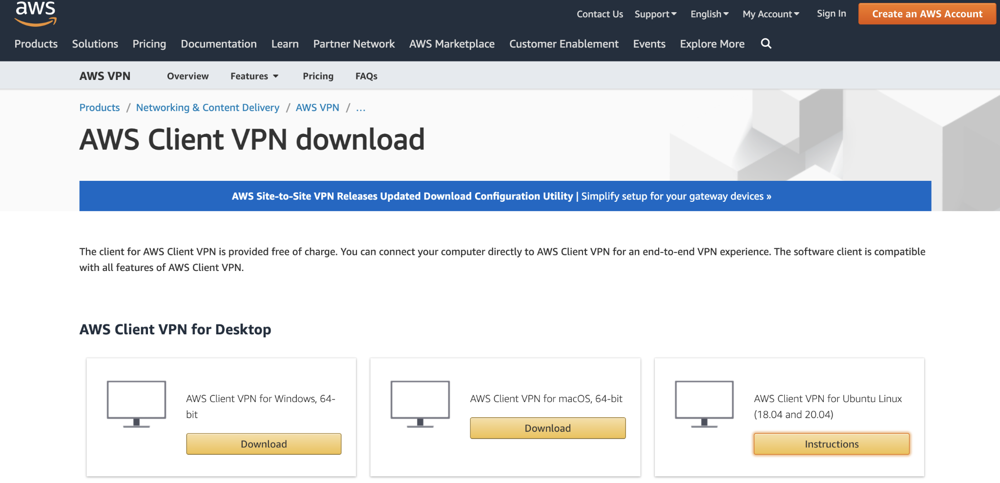 aws
Contact Us Support English My Account Sign In Create an AWS Account
Products Solutions Pricing Documentation Learn Partner Network AWS Marketplace Customer Enablement Events Explore More
AWS VPN Overview Features Pricing FAQs
Products / Networking & Content Delivery / AWS VPN / ...
AWS Client VPN download
AWS Site-to-Site VPN Releases Updated Download Configuration Utility | Simplify setup for your gateway devices »
The client for AWS Client VPN is provided free of charge. You can connect your computer directly to AWS Client VPN for an end-to-end VPN experience. The software client is compatible
with all features of AWS Client VPN.
AWS Client VPN for Desktop
AWS Client VPN for Windows, 64-
bit
Download
AWS Client VPN for macOS, 64-bit
Download
AWS Client VPN for Ubuntu Linux
(18.04 and 20.04)
Instructions